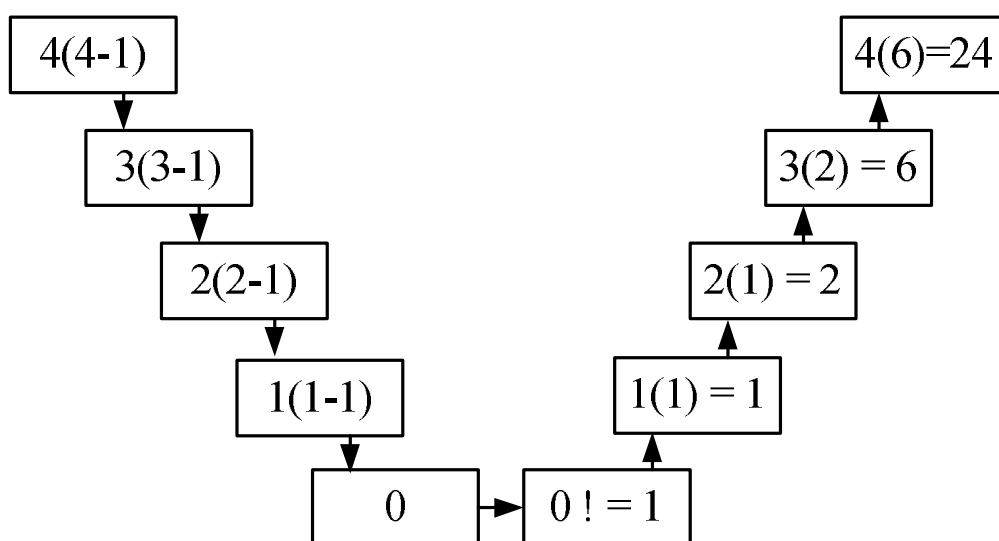 4(4-1)
3(3-1)
2(2-1)
1(1-1)
0
0 ! = 1
1(1) = 1
2(1) = 2
3(2) = 6
4(6)=24